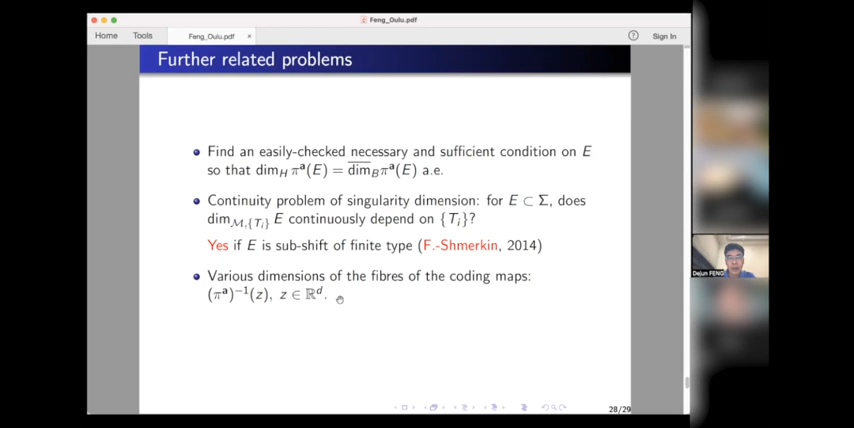 Feng_Oulu.pdf
Home Tools Feng_Oulu.pdf × ? Sign In
Further related problems
Find an easily-checked necessary and sufficient condition on E
so that dim_H π^a(E) = \overline{dim}_B π^a(E) a.e.
Continuity problem of singularity dimension: for E ⊂ Σ, does
dim_{M,{T_i}} E continuously depend on {T_i}?
Yes if E is sub-shift of finite type (F.-Shmerkin, 2014)
Various dimensions of the fibres of the coding maps:
(π^a)^{-1}(z), z ∈ ℝ^d.
28/29
Dejun FENG